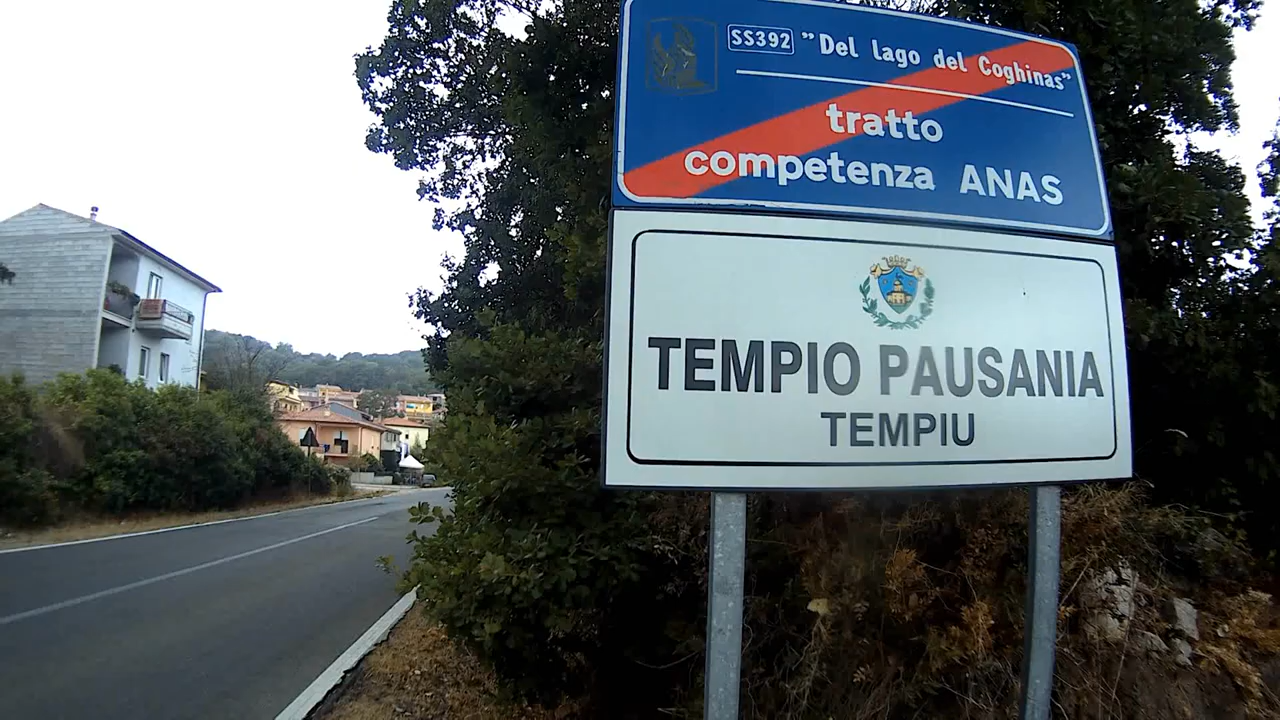 SS392 "Del lago del Coghinas"
tratto
competenza ANAS
TEMPIO PAUSANIA
TEMPIU